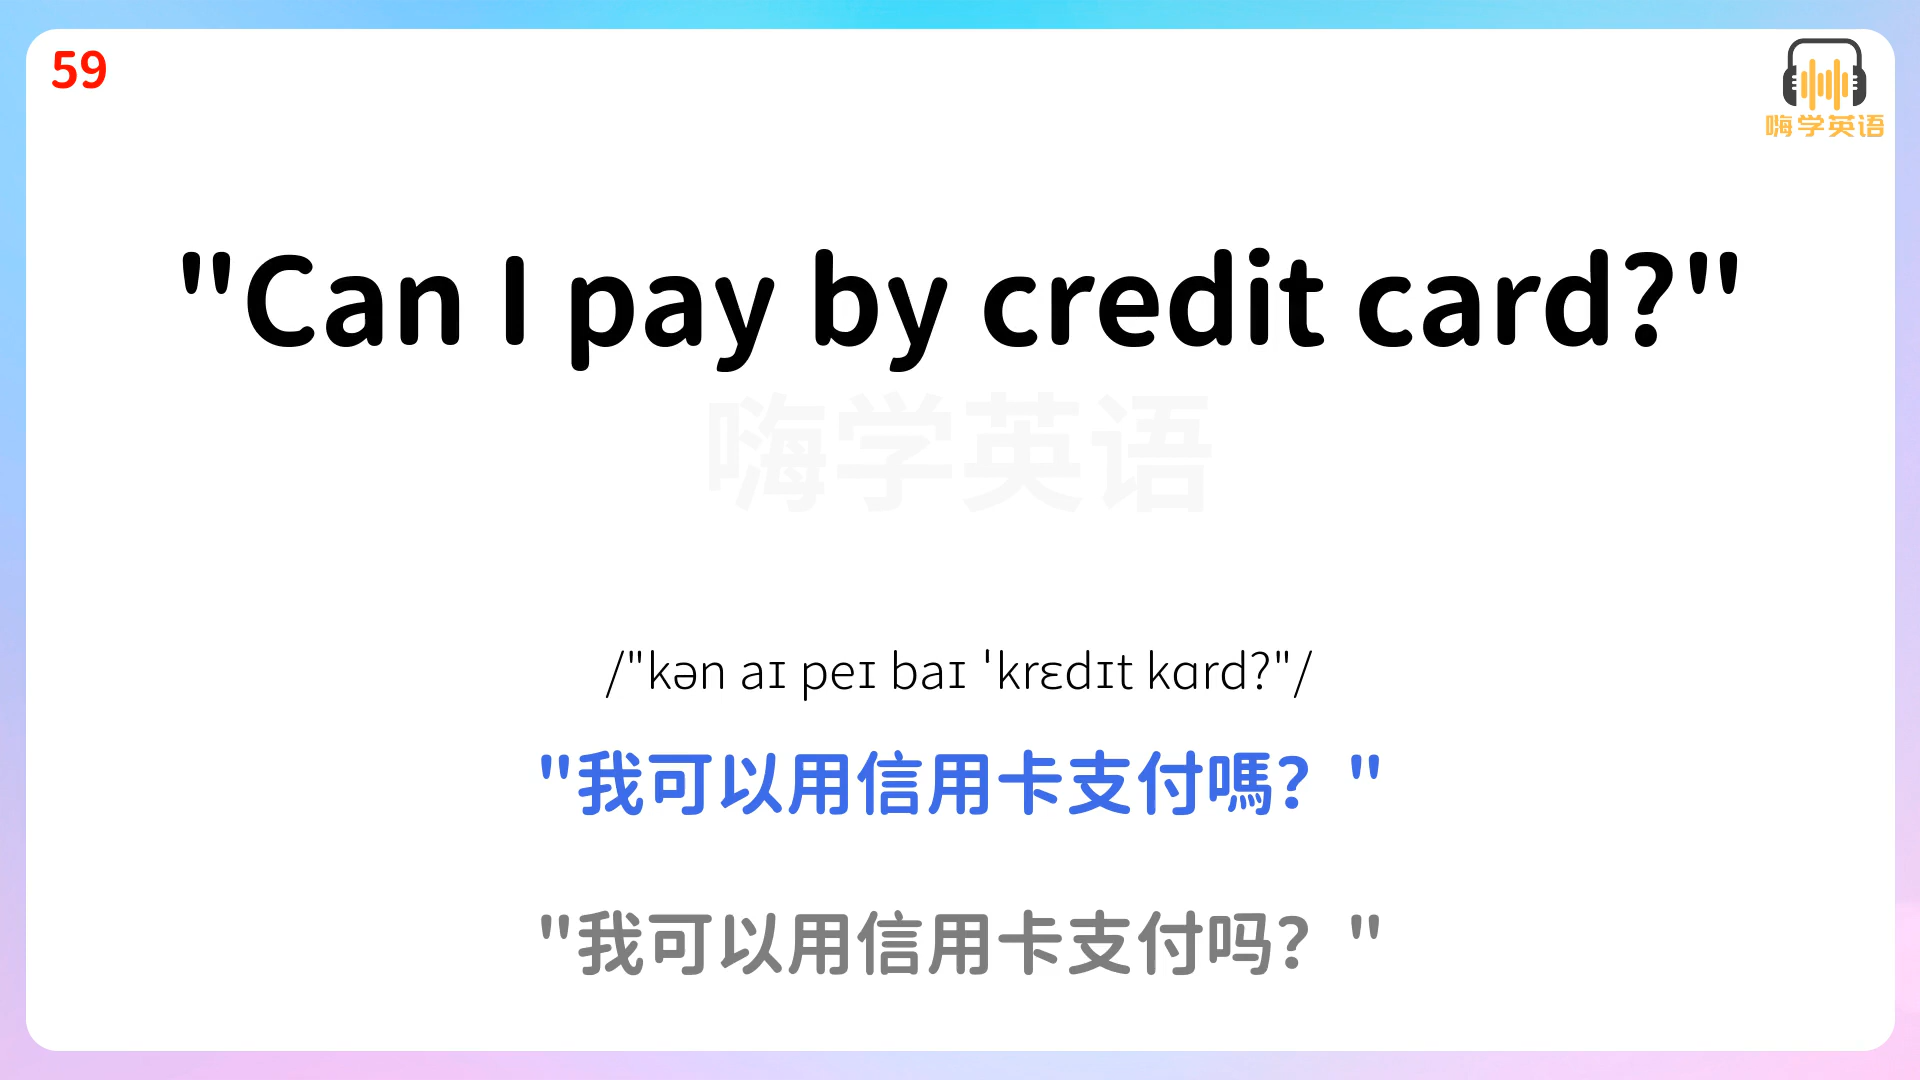 59
嗨学英语
"Can I pay by credit card?"
嗨学英语
/"kən aɪ peɪ baɪ ˈkrɛdɪt kɑrd?"/
"我可以用信用卡支付嗎？"
"我可以用信用卡支付吗？"